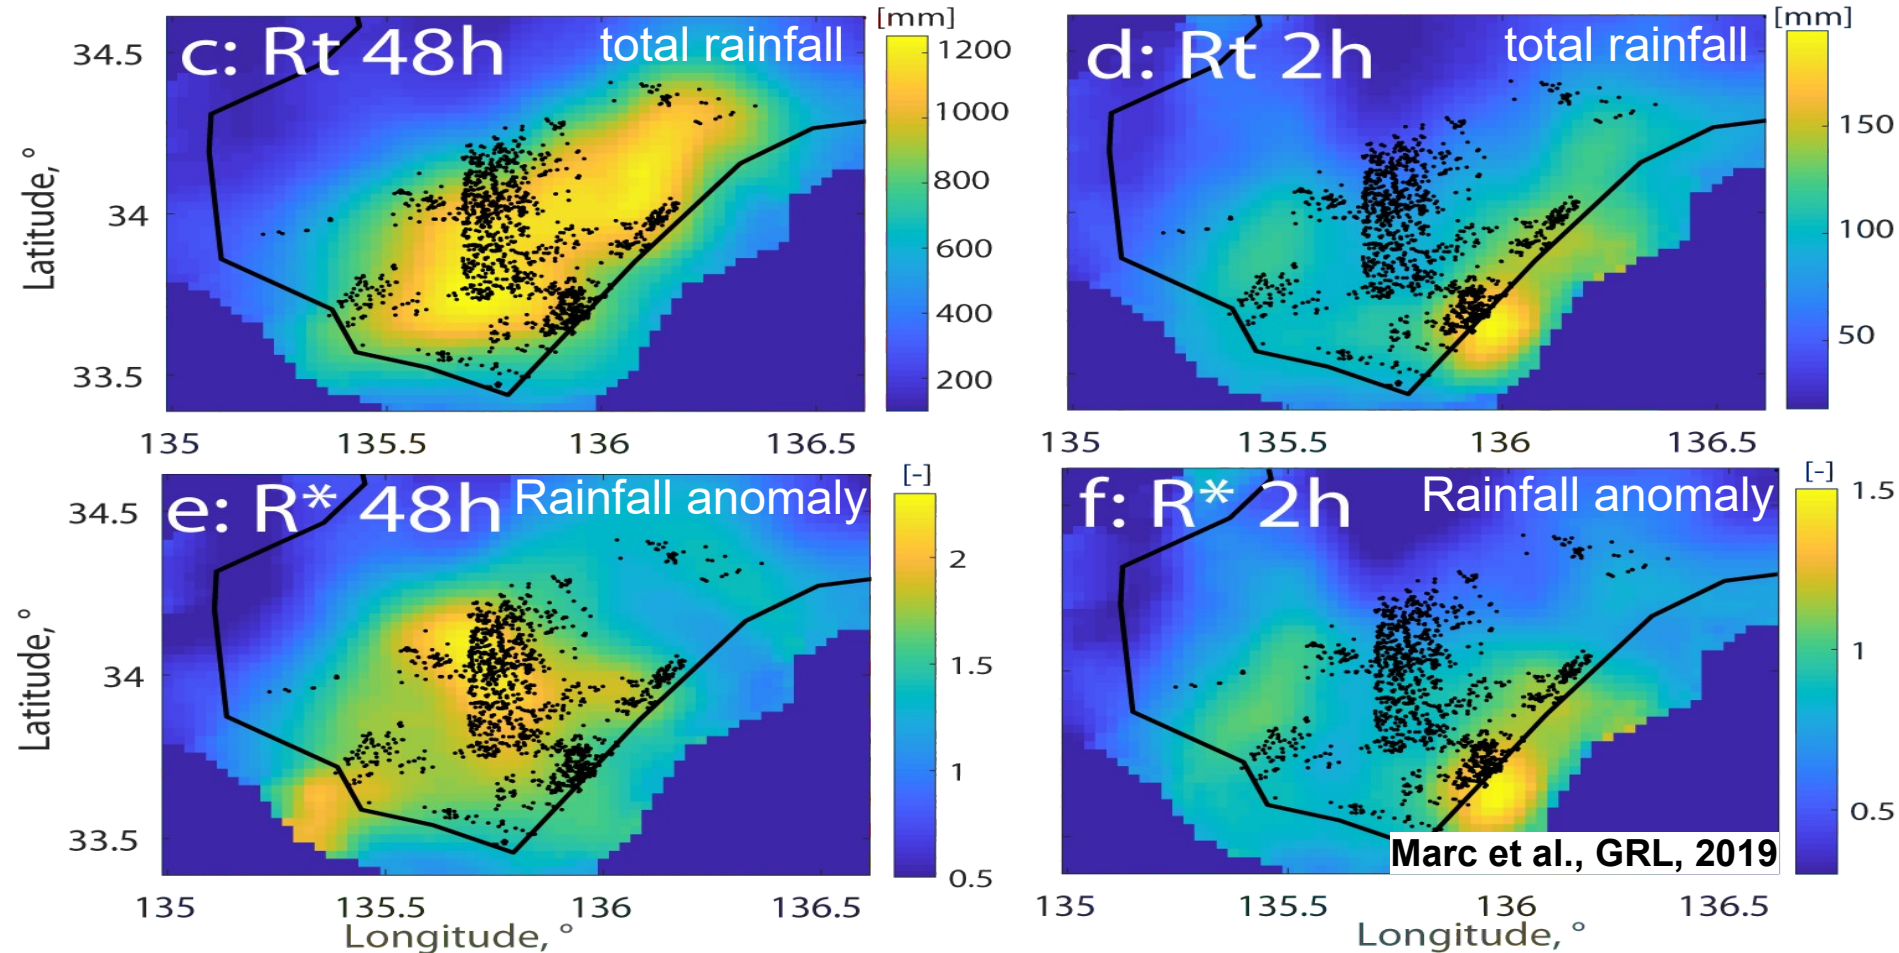 [mm]
c: Rt 48h total rainfall
34.5
34
33.5
Latitude, °
1200
1000
800
600
400
200
135 135.5 136 136.5
[mm]
d: Rt 2h total rainfall
150
100
50
135 135.5 136 136.5
[-]
e: R* 48h Rainfall anomaly
34.5
34
33.5
Latitude, °
2
1.5
1
0.5
135 135.5 136 136.5
Longitude, °
[-]
f: R* 2h Rainfall anomaly
1.5
1
0.5
Marc et al., GRL, 2019
135 135.5 136 136.5
Longitude, °